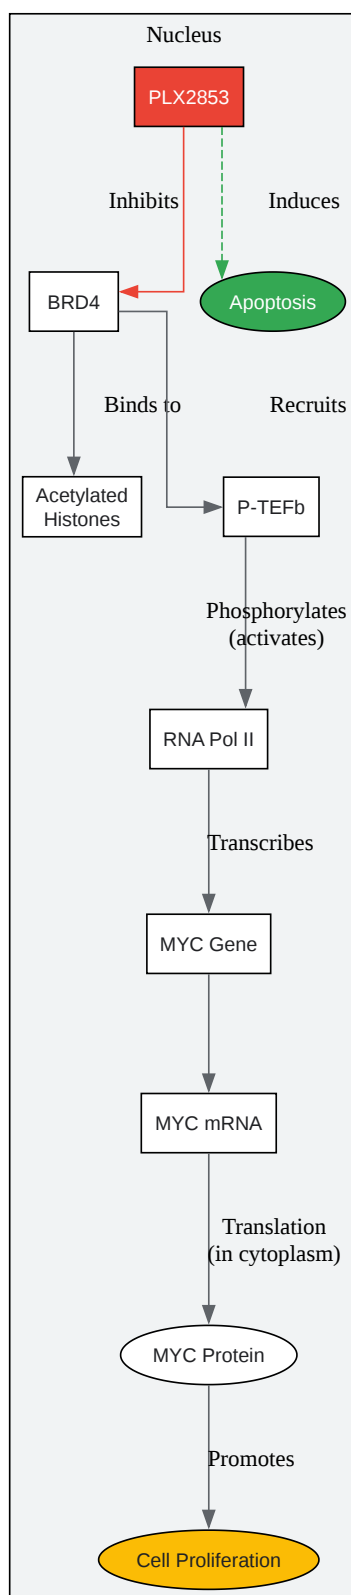 Nucleus
PLX2853
Inhibits
Induces
BRD4
Apoptosis
Binds to
Recruits
Acetylated
Histones
P-TEFb
Phosphorylates
(activates)
RNA Pol II
Transcribes
MYC Gene
MYC mRNA
Translation
(in cytoplasm)
MYC Protein
Promotes
Cell Proliferation